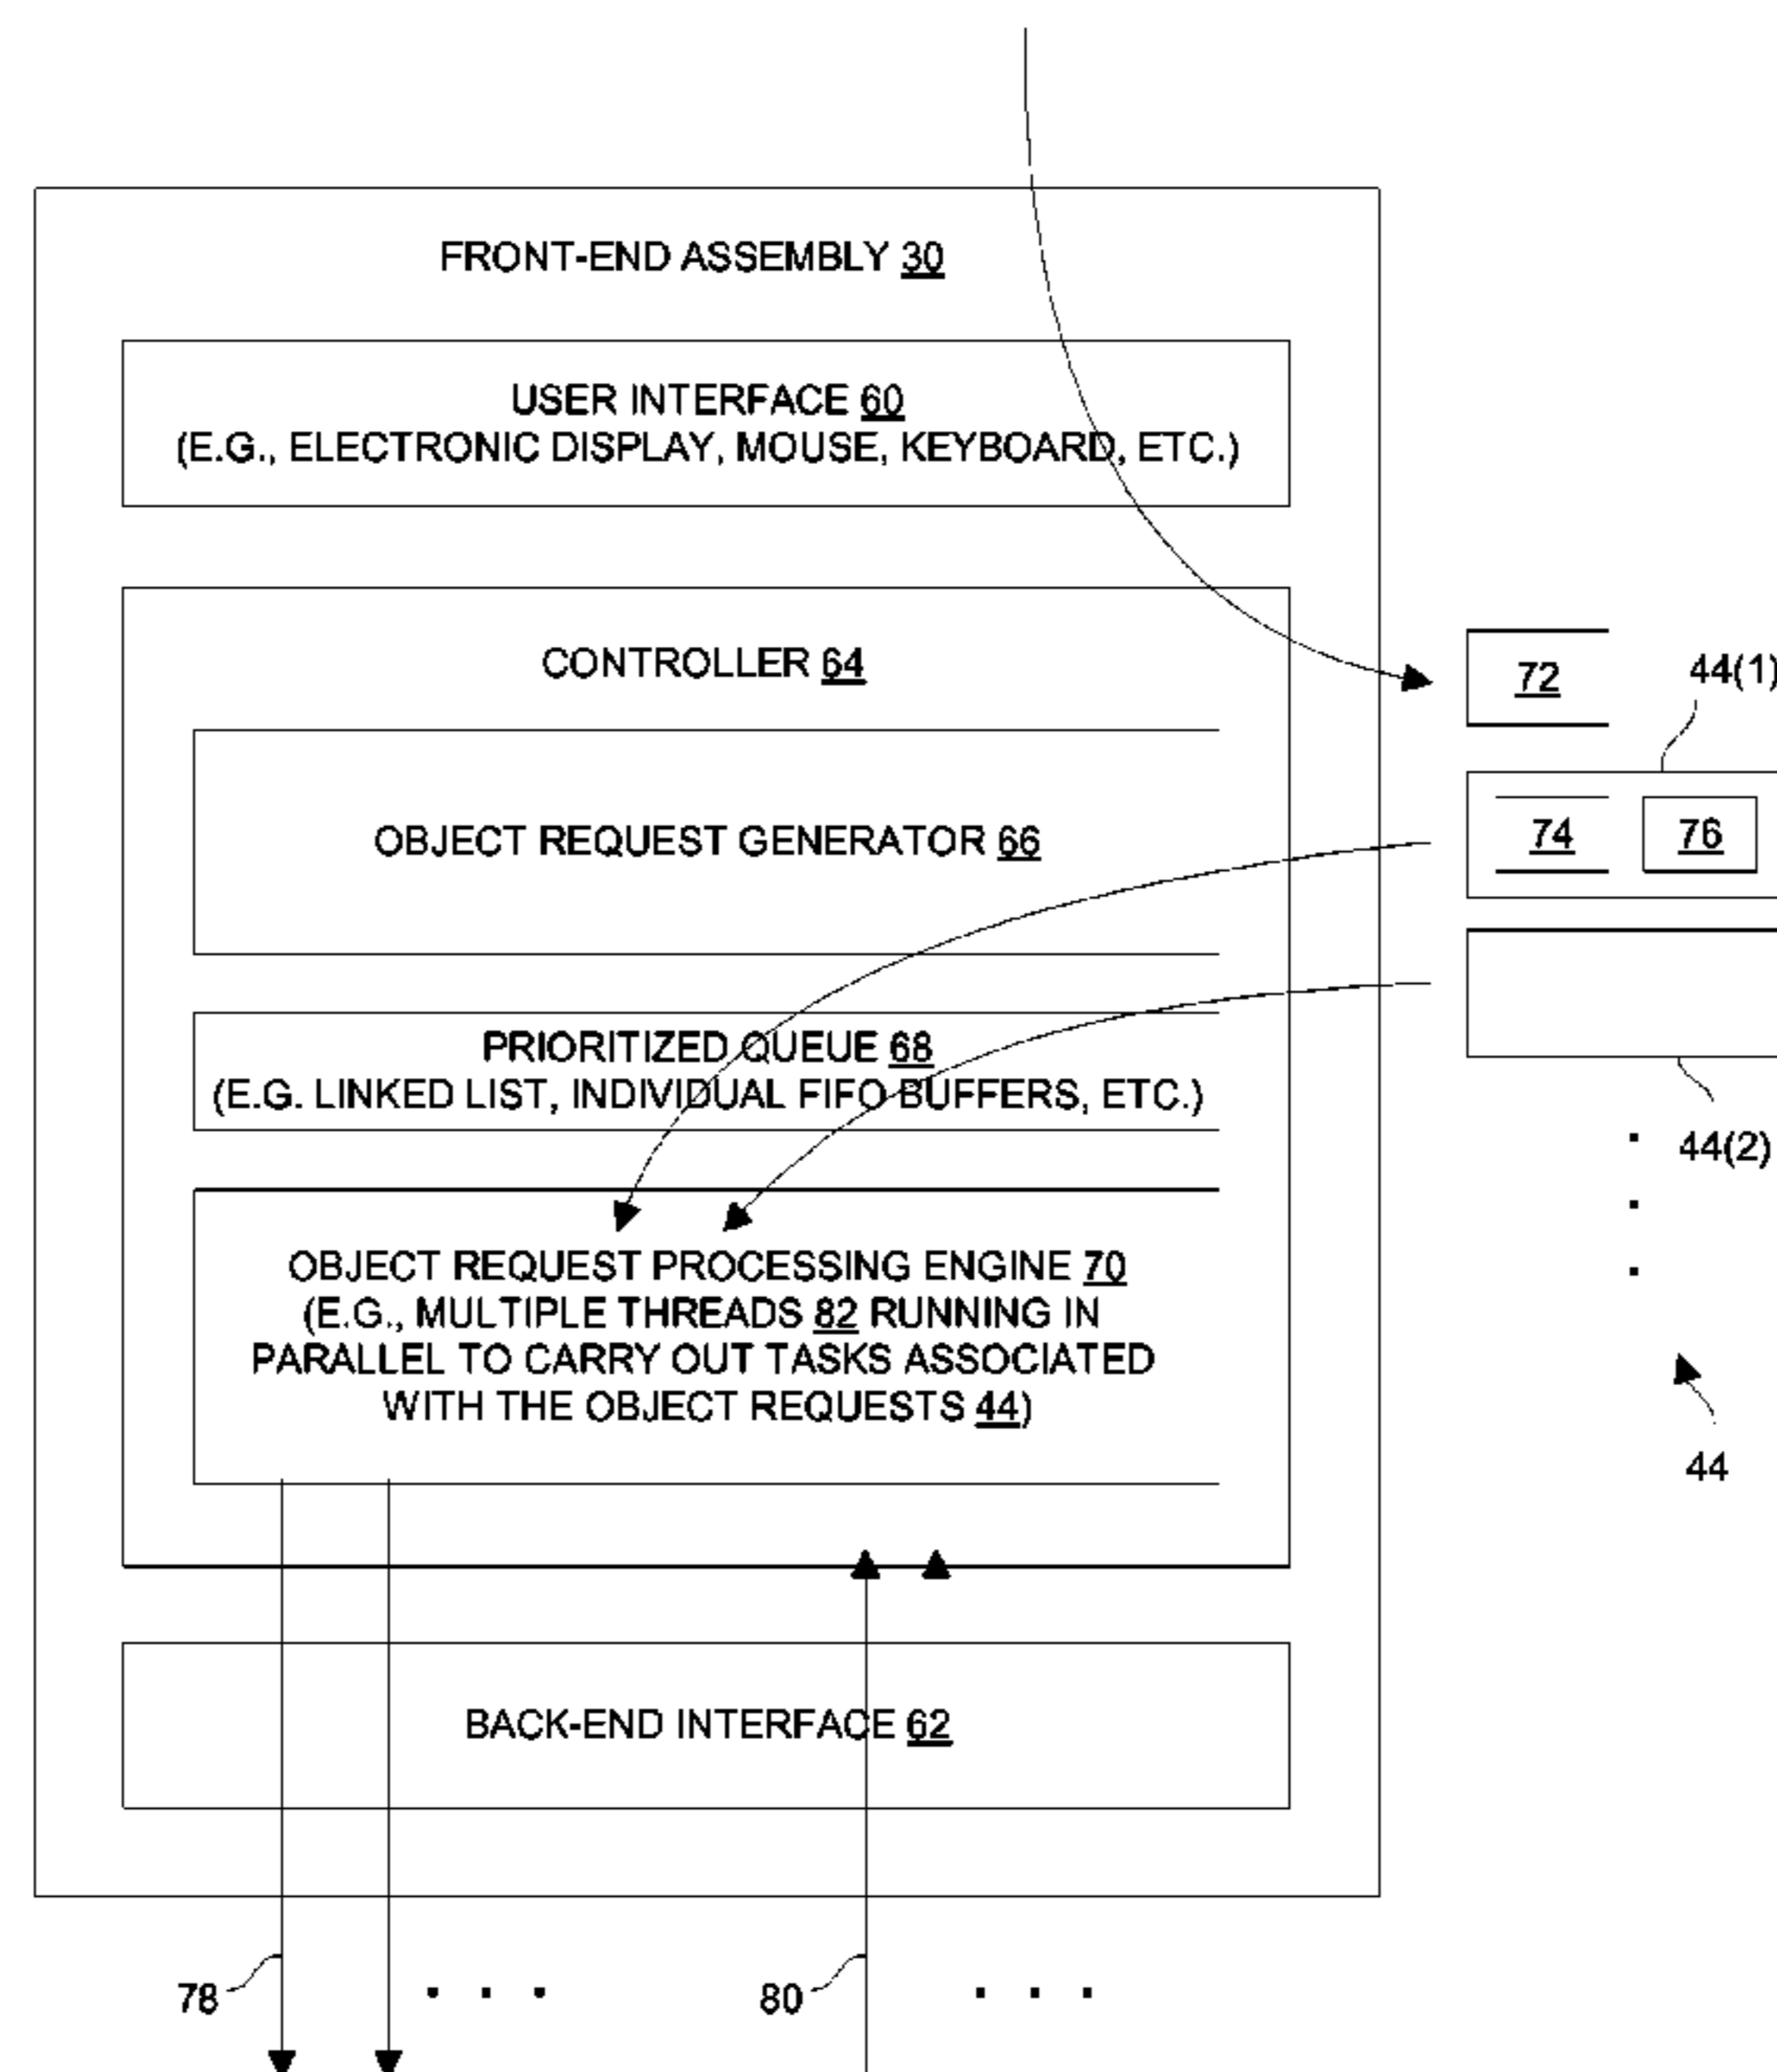 FRONT-END ASSEMBLY 30
USER INTERFACE 60
(E.G., ELECTRONIC DISPLAY, MOUSE, KEYBOARD, ETC.)
CONTROLLER 64
72
44(1)
OBJECT REQUEST GENERATOR 66
74
76
PRIORITIZED QUEUE 68
(E.G. LINKED LIST, INDIVIDUAL FIFO BUFFERS, ETC.)
44(2)
OBJECT REQUEST PROCESSING ENGINE 70
(E.G., MULTIPLE THREADS 82 RUNNING IN
PARALLEL TO CARRY OUT TASKS ASSOCIATED
WITH THE OBJECT REQUESTS 44)
44
BACK-END INTERFACE 62
78
80